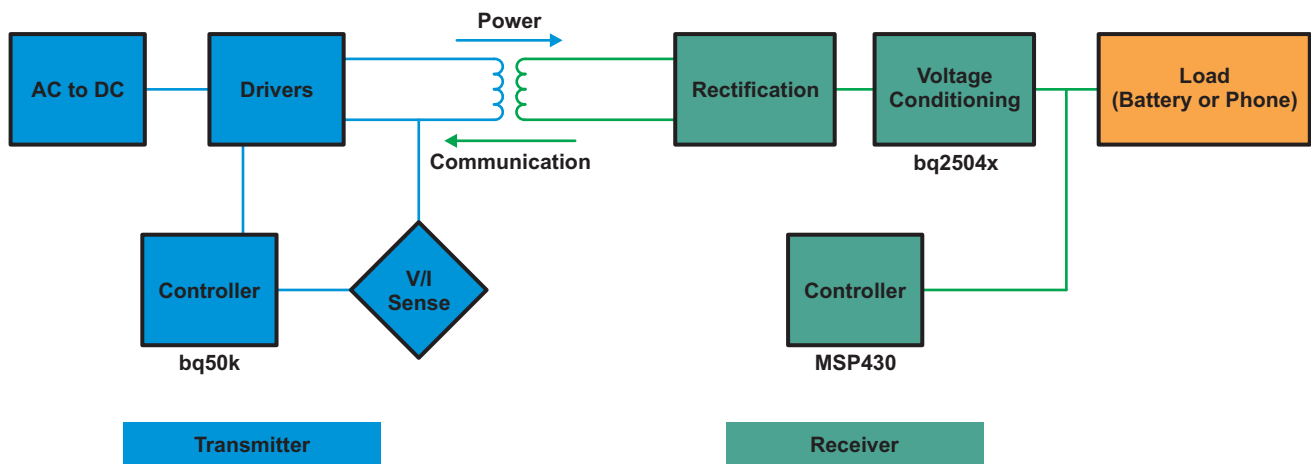 Power
AC to DC
Drivers
Rectification
Voltage
Conditioning
Load
(Battery or Phone)
Communication
bq2504x
Controller
V/I
Sense
Controller
bq50k
MSP430
Transmitter
Receiver